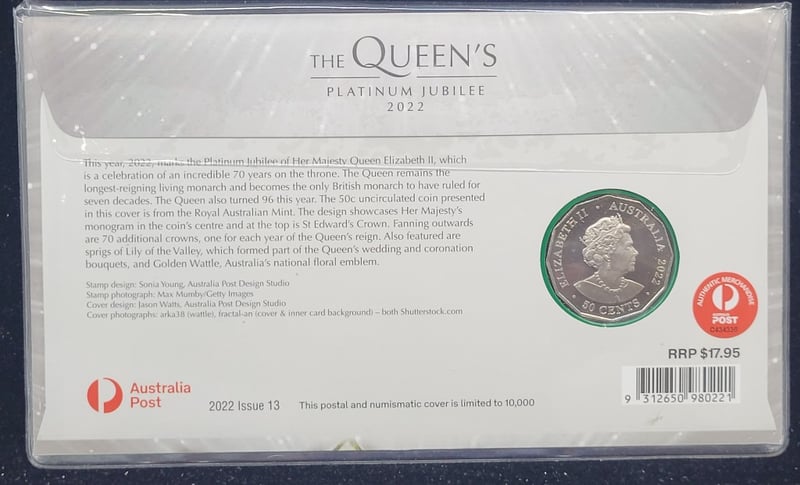 THE QUEEN'S
PLATINUM JUBILEE
2022
This year, 2022, marks the Platinum Jubilee of Her Majesty Queen Elizabeth II, which
is a celebration of an incredible 70 years on the throne. The Queen remains the
longest-reigning living monarch and becomes the only British monarch to have ruled for
seven decades. The Queen also turned 96 this year. The 50c uncirculated coin presented
in this cover is from the Royal Australian Mint. The design showcases Her Majesty's
monogram in the coin's centre and at the top is St Edward's Crown. Fanning outwards
are 70 additional crowns, one for each year of the Queen's reign. Also featured are
sprigs of Lily of the Valley, which formed part of the Queen's wedding and coronation
bouquets, and Golden Wattle, Australia's national floral emblem.
Stamp design: Sonia Young, Australia Post Design Studio
Stamp photograph: Max Mumby/Getty Images
Cover design: Jason Watts, Australia Post Design Studio
Cover photographs: arka38 (wattle), fractal-an (cover & inner card background) – both Shutterstock.com
ELIZABETH II · AUSTRALIA 2022
· 50 CENTS ·
AUTHENTIC MERCHANDISE
POST
RRP $17.95
9 312650 980221
Australia
Post
2022 Issue 13
This postal and numismatic cover is limited to 10,000